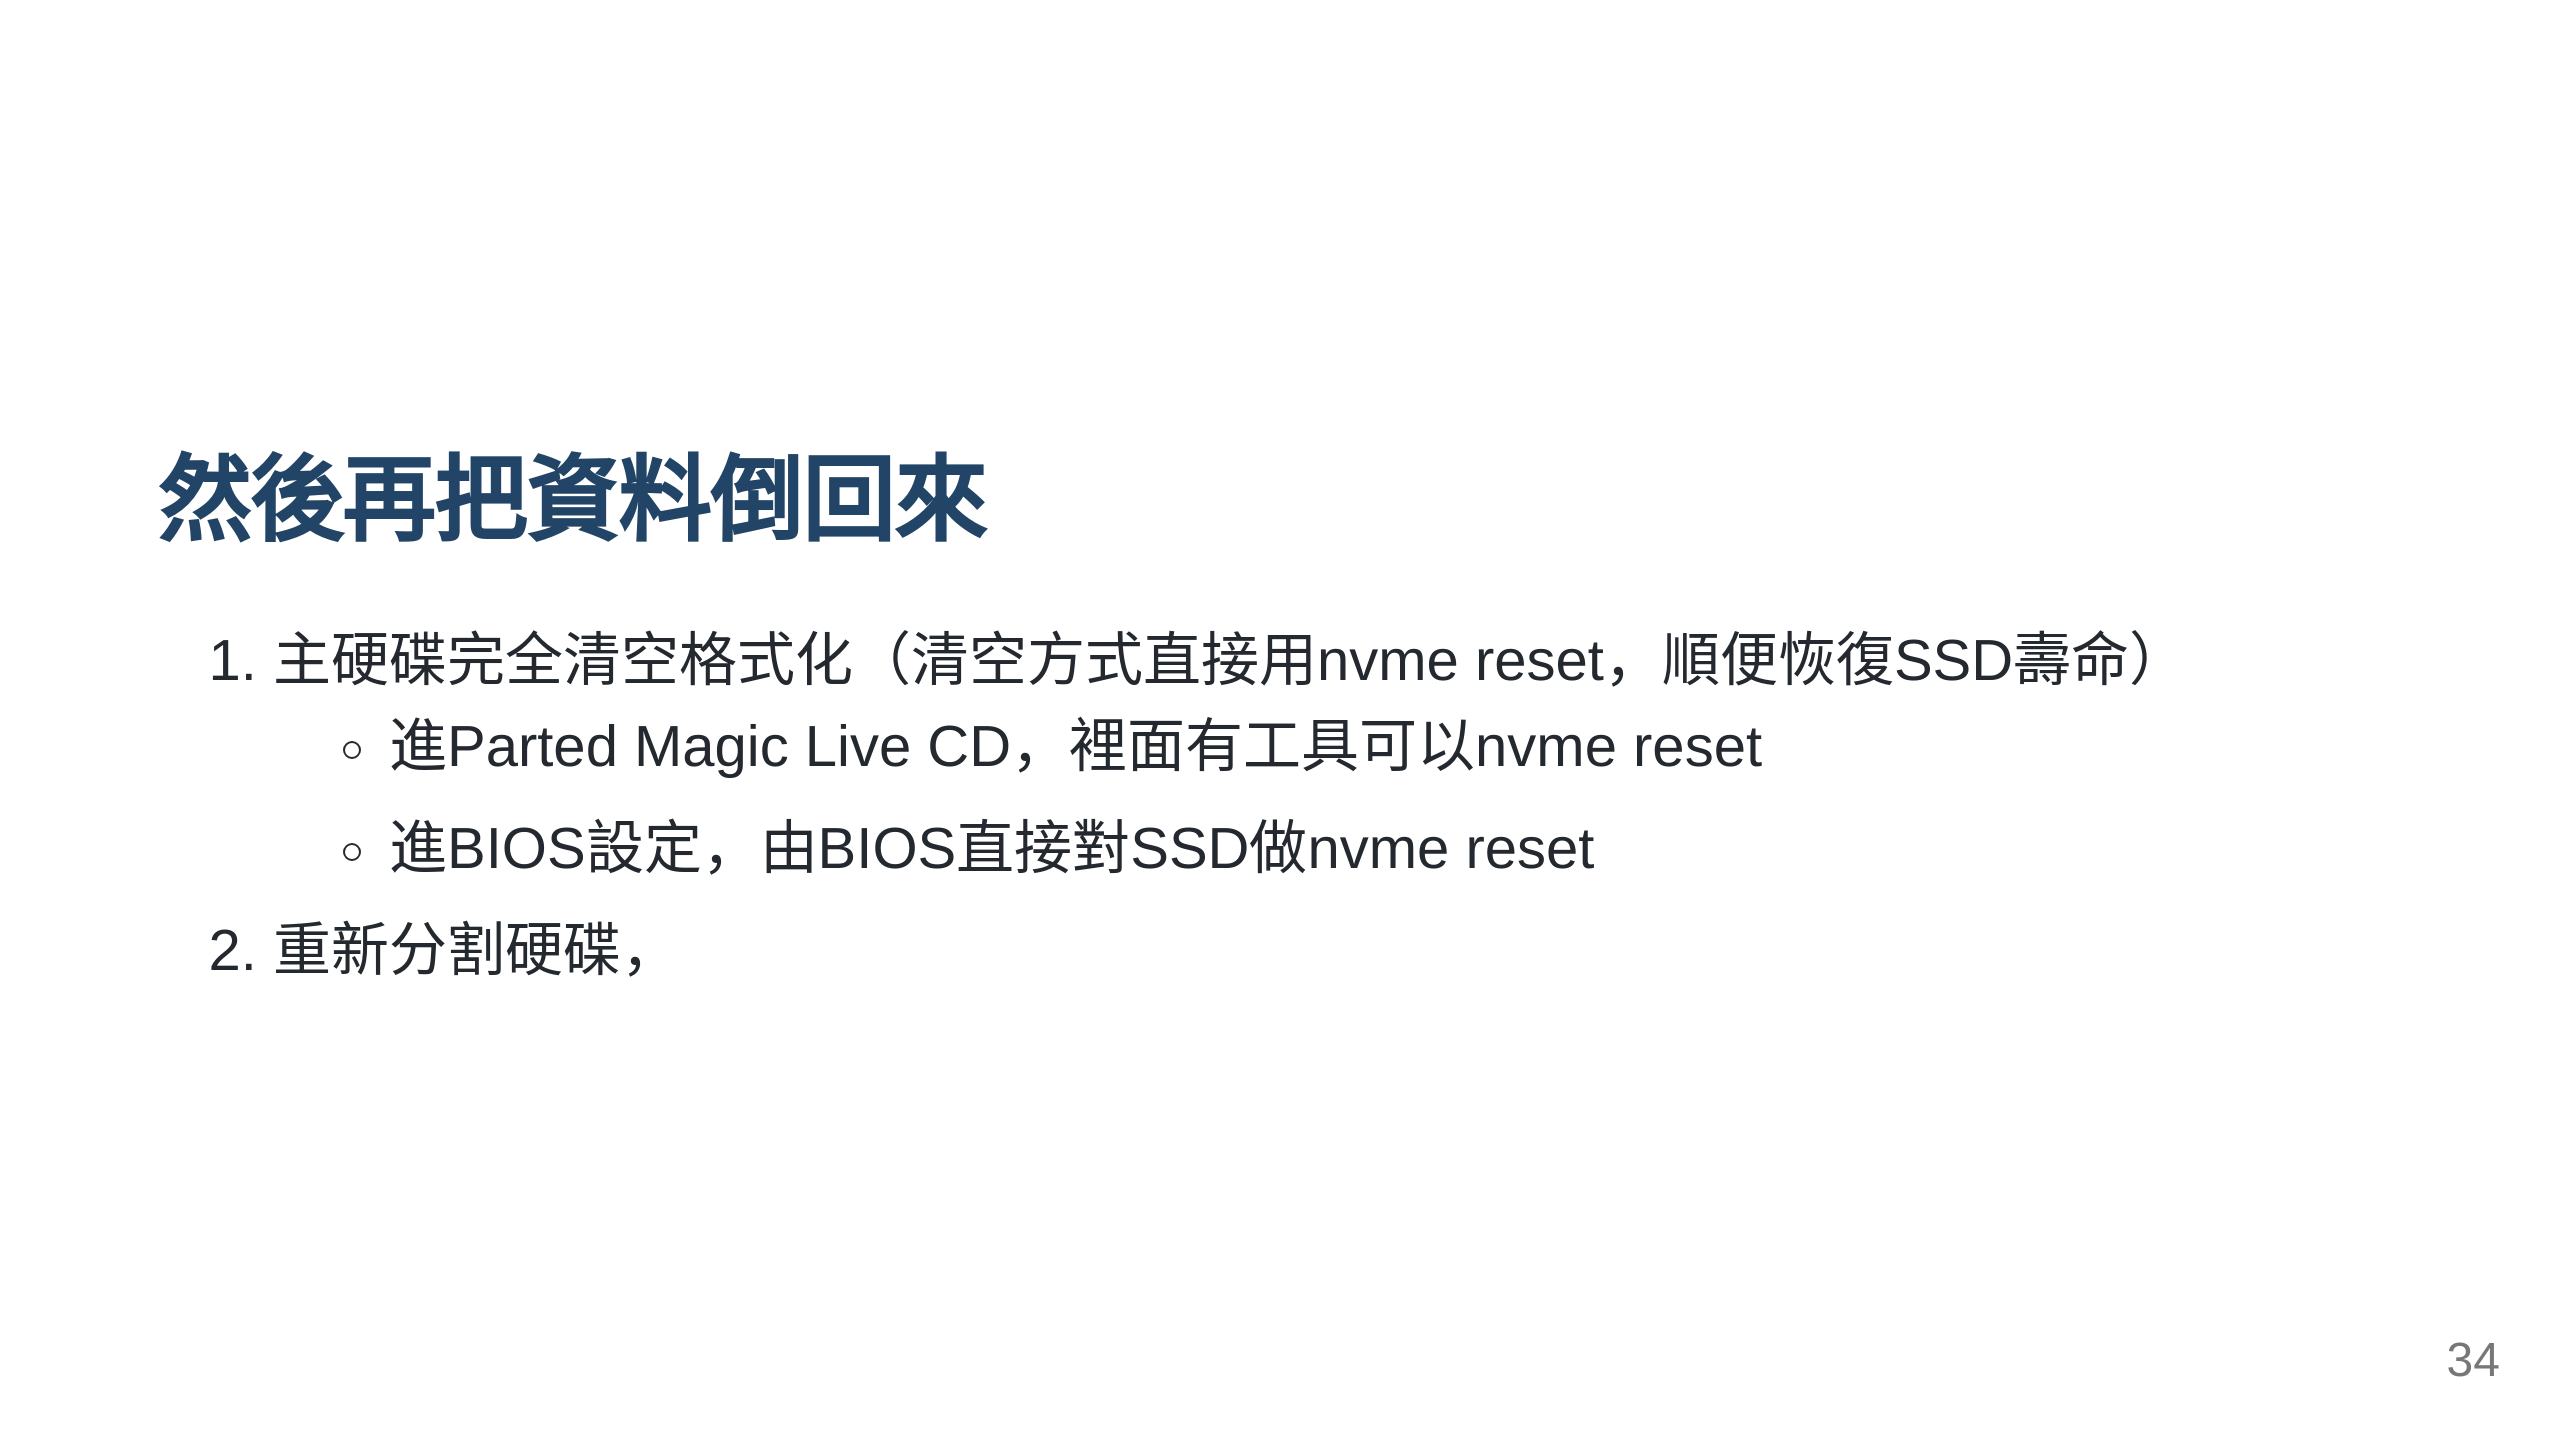 然後再把資料倒回來
1. 主硬碟完全清空格式化（清空方式直接用nvme reset，順便恢復SSD壽命）
◦ 進Parted Magic Live CD，裡面有工具可以nvme reset
◦ 進BIOS設定，由BIOS直接對SSD做nvme reset
2. 重新分割硬碟，
34